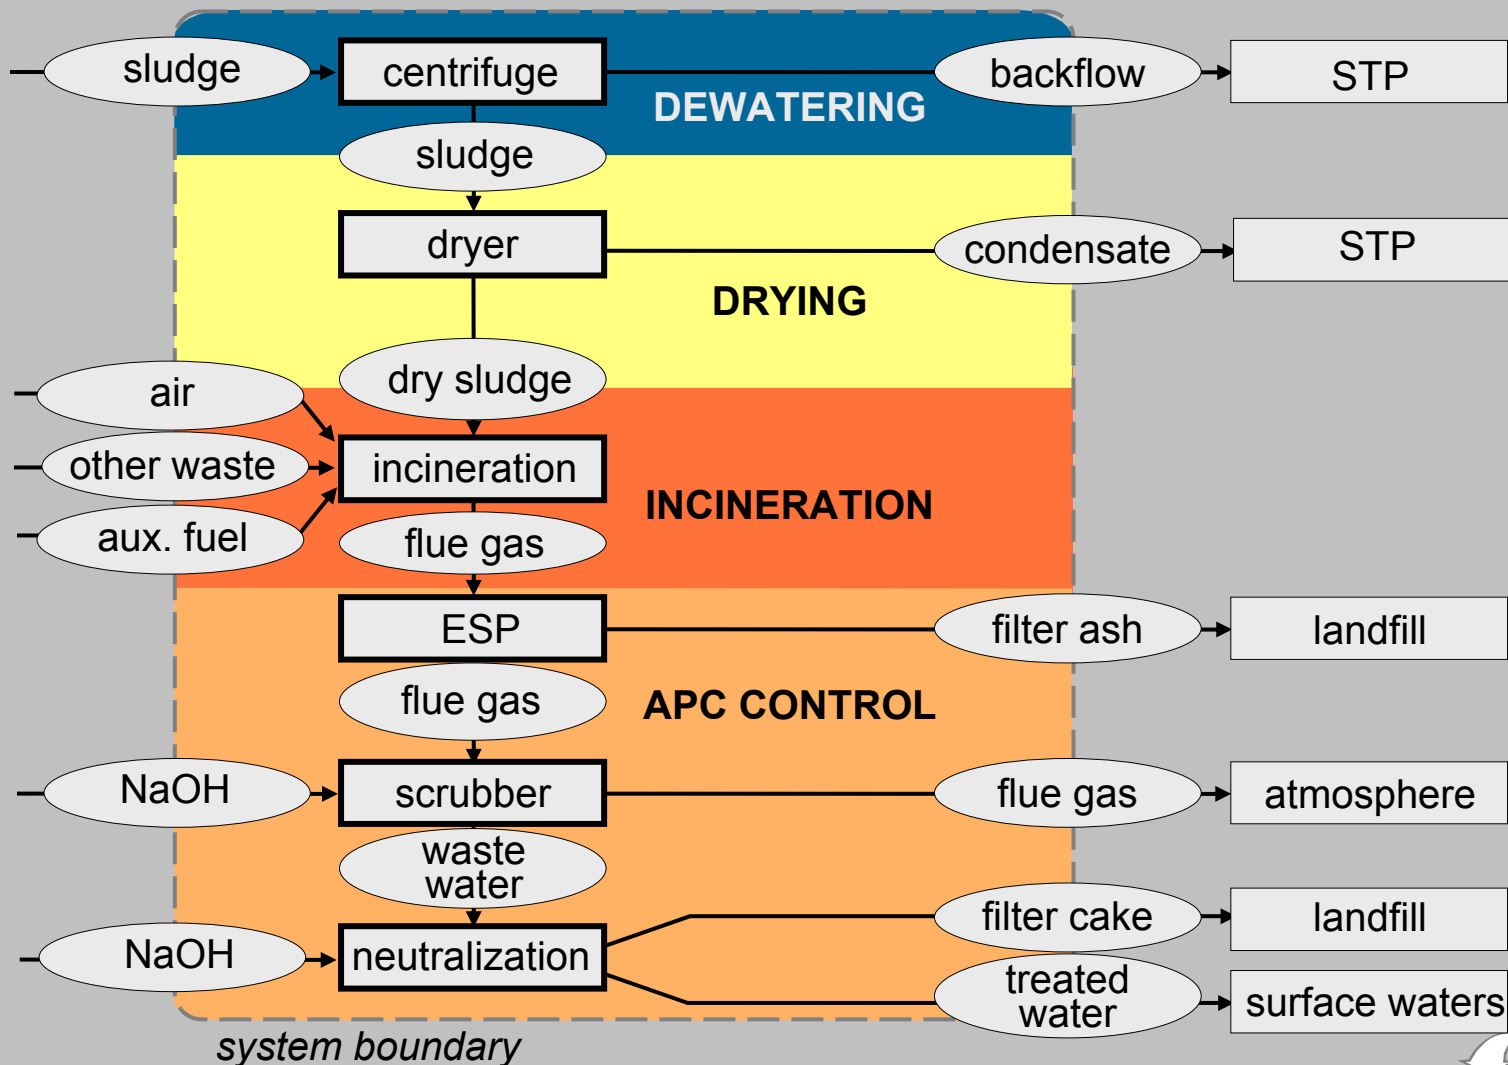 sludge
centrifuge
backflow
STP
DEWATERING
sludge
dryer
condensate
STP
DRYING
air
dry sludge
other waste
incineration
INCINERATION
aux. fuel
flue gas
ESP
filter ash
landfill
flue gas
APC CONTROL
NaOH
scrubber
flue gas
atmosphere
waste
water
filter cake
landfill
NaOH
neutralization
treated
water
surface waters
system boundary